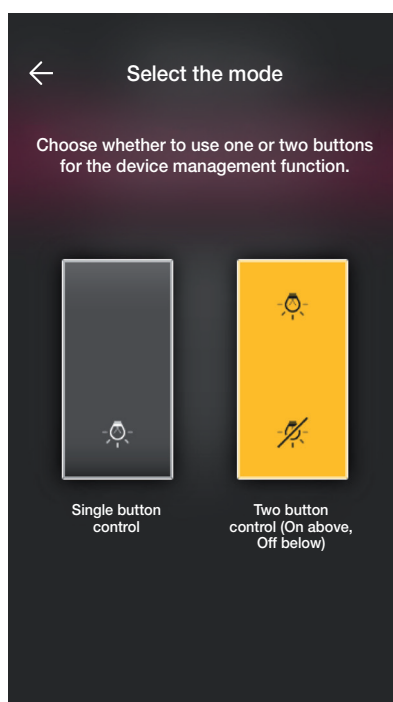 Select the mode
Choose whether to use one or two buttons
for the device management function.
Single button
control
Two button
control (On above,
Off below)